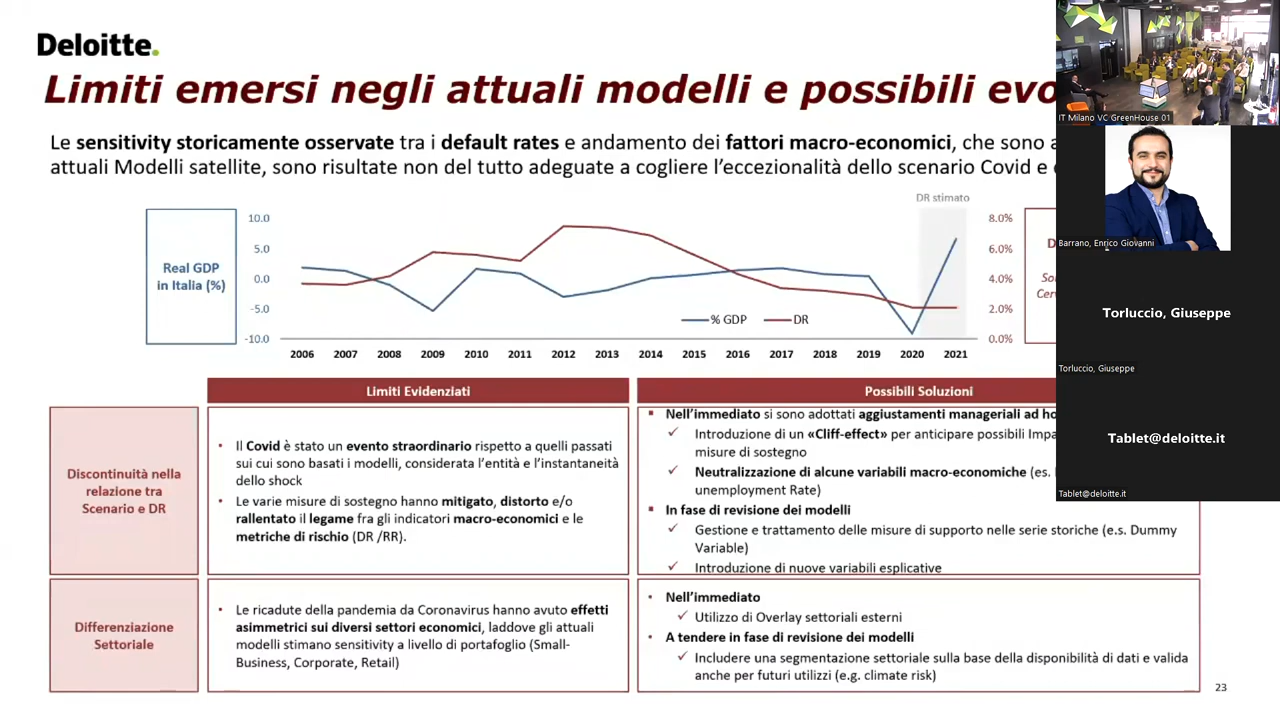 Deloitte.
Limiti emersi negli attuali modelli e possibili evo
Le sensitivity storicamente osservate tra i default rates e andamento dei fattori macro-economici, che sono
attuali Modelli satellite, sono risultate non del tutto adeguate a cogliere l'eccezionalità dello scenario Covid e
DR stimato
Real GDP
in Italia (%)
10.0
5.0
0.0
-5.0
-10.0
8.0%
6.0%
4.0%
2.0%
0.0%
% GDP
DR
2006 2007 2008 2009 2010 2011 2012 2013 2014 2015 2016 2017 2018 2019 2020 2021
Limiti Evidenziati
Possibili Soluzioni
Discontinuità nella
relazione tra
Scenario e DR
• Il Covid è stato un evento straordinario rispetto a quelli passati
sui cui sono basati i modelli, considerata l'entità e l'instantaneità
dello shock
• Le varie misure di sostegno hanno mitigato, distorto e/o
rallentato il legame fra gli indicatori macro-economici e le
metriche di rischio (DR /RR).
▪ Nell'immediato si sono adottati aggiustamenti manageriali ad ho
✓ Introduzione di un «Cliff-effect» per anticipare possibili Impa
misure di sostegno
✓ Neutralizzazione di alcune variabili macro-economiche (es.
unemployment Rate)
▪ In fase di revisione dei modelli
✓ Gestione e trattamento delle misure di supporto nelle serie storiche (e.s. Dummy
Variable)
✓ Introduzione di nuove variabili esplicative
Differenziazione
Settoriale
• Le ricadute della pandemia da Coronavirus hanno avuto effetti
asimmetrici sui diversi settori economici, laddove gli attuali
modelli stimano sensitivity a livello di portafoglio (Small-
Business, Corporate, Retail)
• Nell'immediato
✓ Utilizzo di Overlay settoriali esterni
• A tendere in fase di revisione dei modelli
✓ Includere una segmentazione settoriale sulla base della disponibilità di dati e valida
anche per futuri utilizzi (e.g. climate risk)
23
IT Milano VC GreenHouse 01
Barrano, Enrico Giovanni
Torluccio, Giuseppe
Torluccio, Giuseppe
Tablet@deloitte.it
Tablet@deloitte.it